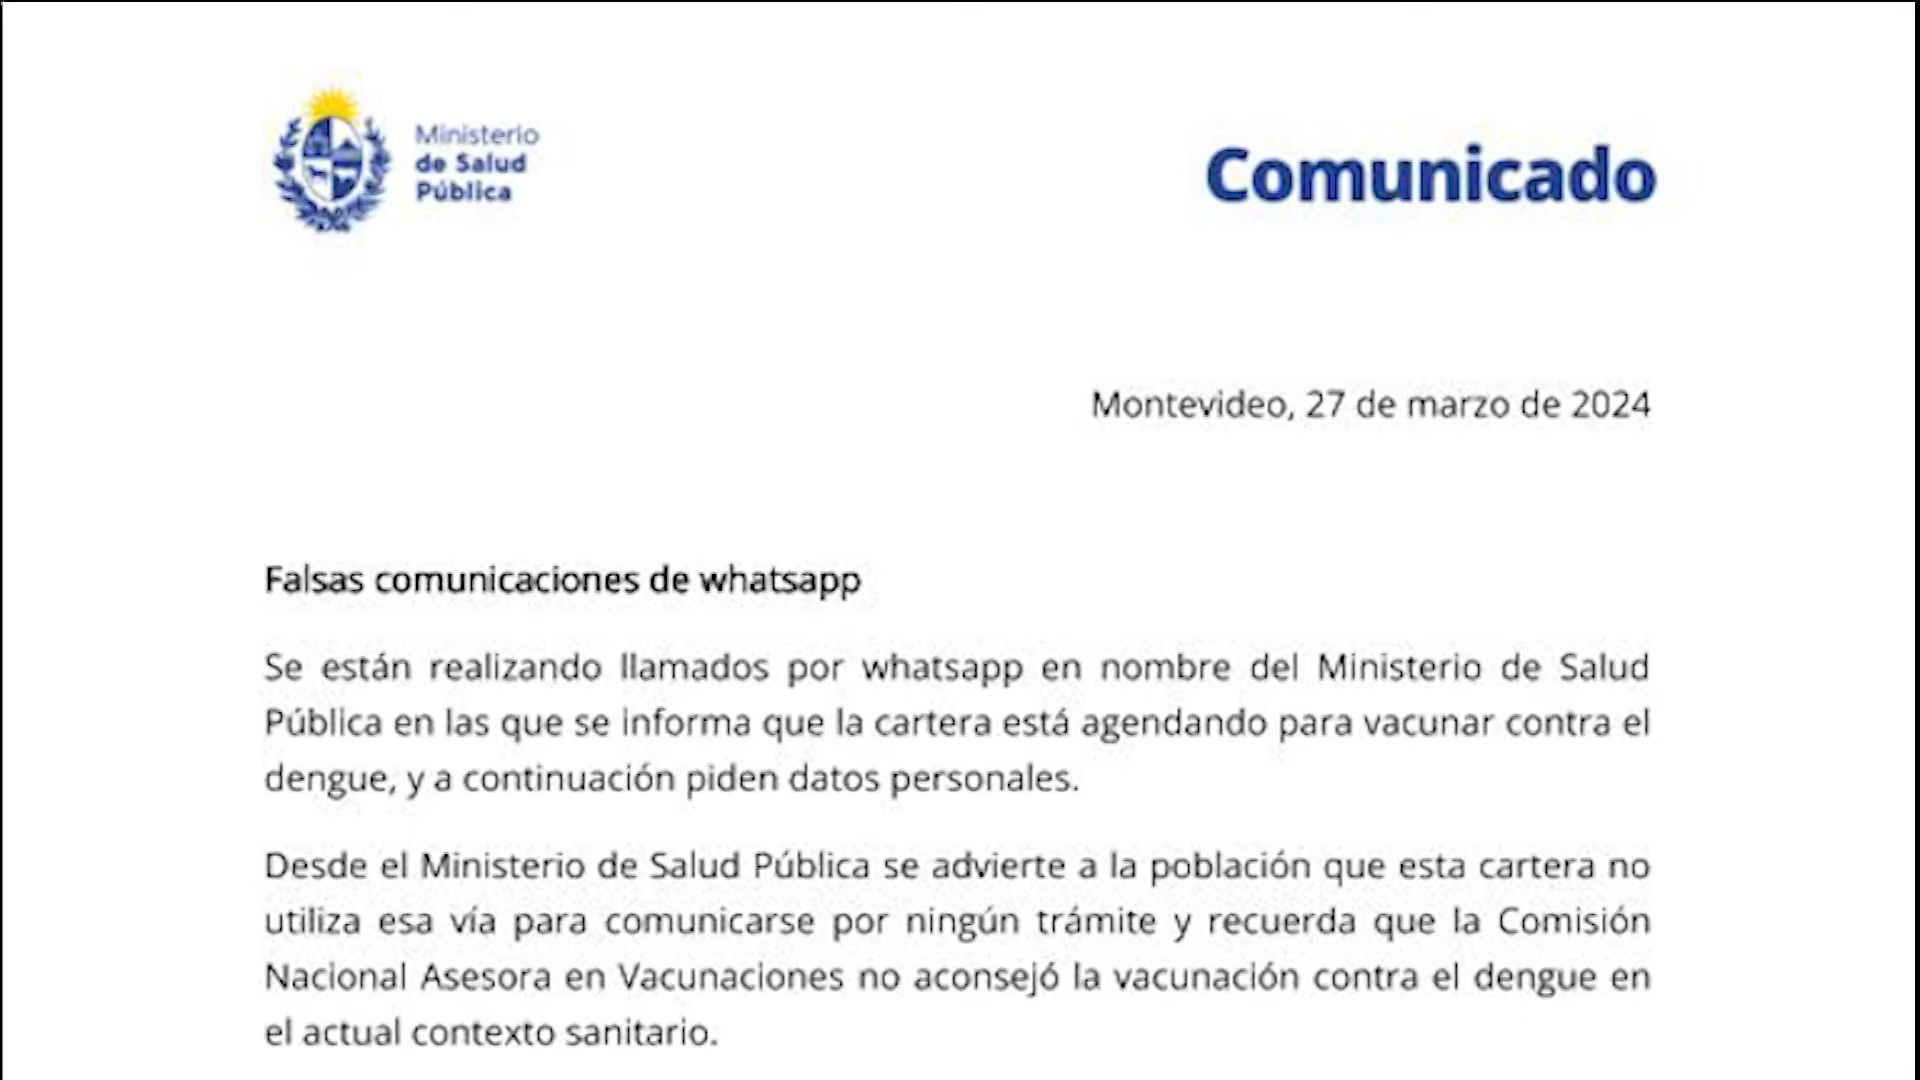 Ministerio
de Salud
Pública
Comunicado
Montevideo, 27 de marzo de 2024
Falsas comunicaciones de whatsapp
Se están realizando llamados por whatsapp en nombre del Ministerio de Salud
Pública en las que se informa que la cartera está agendando para vacunar contra el
dengue, y a continuación piden datos personales.
Desde el Ministerio de Salud Pública se advierte a la población que esta cartera no
utiliza esa vía para comunicarse por ningún trámite y recuerda que la Comisión
Nacional Asesora en Vacunaciones no aconsejó la vacunación contra el dengue en
el actual contexto sanitario.